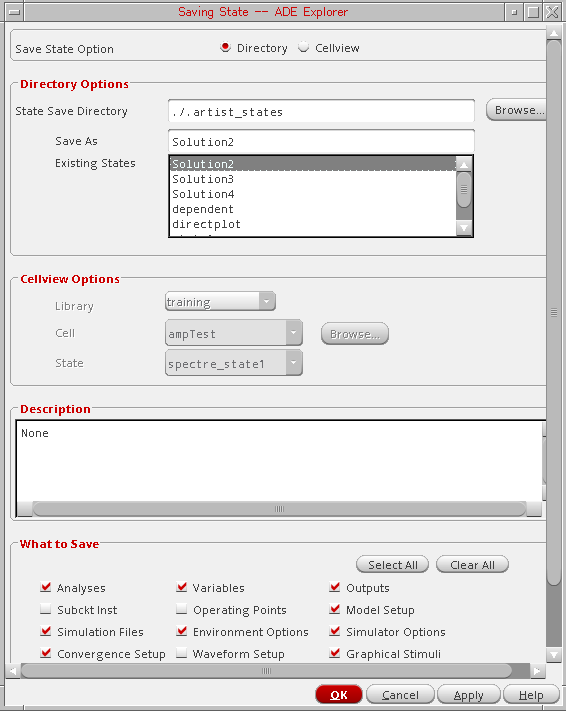 Saving State -- ADE Explorer
Save State Option Directory Cellview
Directory Options
State Save Directory ./.artist_states Browse...
Save As Solution2
Existing States Solution2
Solution3
Solution4
dependent
directplot
Cellview Options
Library training
Cell ampTest Browse...
State spectre_state1
Description
None
What to Save
Select All Clear All
Analyses Variables Outputs
Subckt Inst Operating Points Model Setup
Simulation Files Environment Options Simulator Options
Convergence Setup Waveform Setup Graphical Stimuli
OK Cancel Apply Help